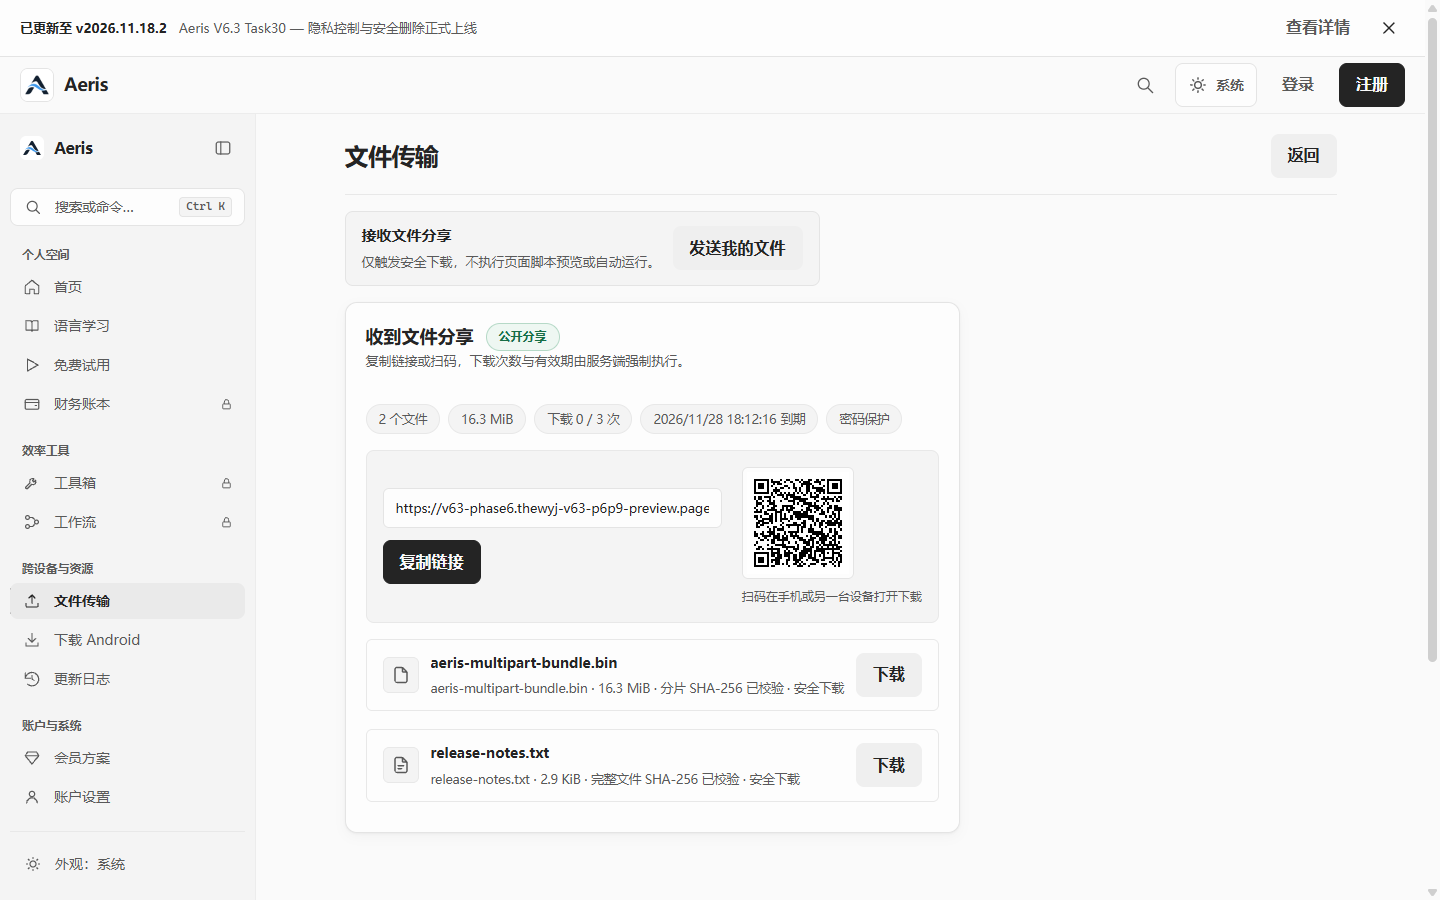 已更新至 v2026.11.18.2 Aeris V6.3 Task30 — 隐私控制与安全删除正式上线 查看详情
Aeris 系统 登录 注册
Aeris
搜索或命令... Ctrl K
个人空间
首页
语言学习
免费试用
财务账本
效率工具
工具箱
工作流
跨设备与资源
文件传输
下载 Android
更新日志
账户与系统
会员方案
账户设置
外观：系统
文件传输 返回
接收文件分享
仅触发安全下载，不执行页面脚本预览或自动运行。
发送我的文件
收到文件分享 公开分享
复制链接或扫码，下载次数与有效期由服务端强制执行。
2 个文件 16.3 MiB 下载 0 / 3 次 2026/11/28 18:12:16 到期 密码保护
https://v63-phase6.thewyj-v63-p6p9-preview.page
复制链接
扫码在手机或另一台设备打开下载
aeris-multipart-bundle.bin
aeris-multipart-bundle.bin · 16.3 MiB · 分片 SHA-256 已校验 · 安全下载
下载
release-notes.txt
release-notes.txt · 2.9 KiB · 完整文件 SHA-256 已校验 · 安全下载
下载